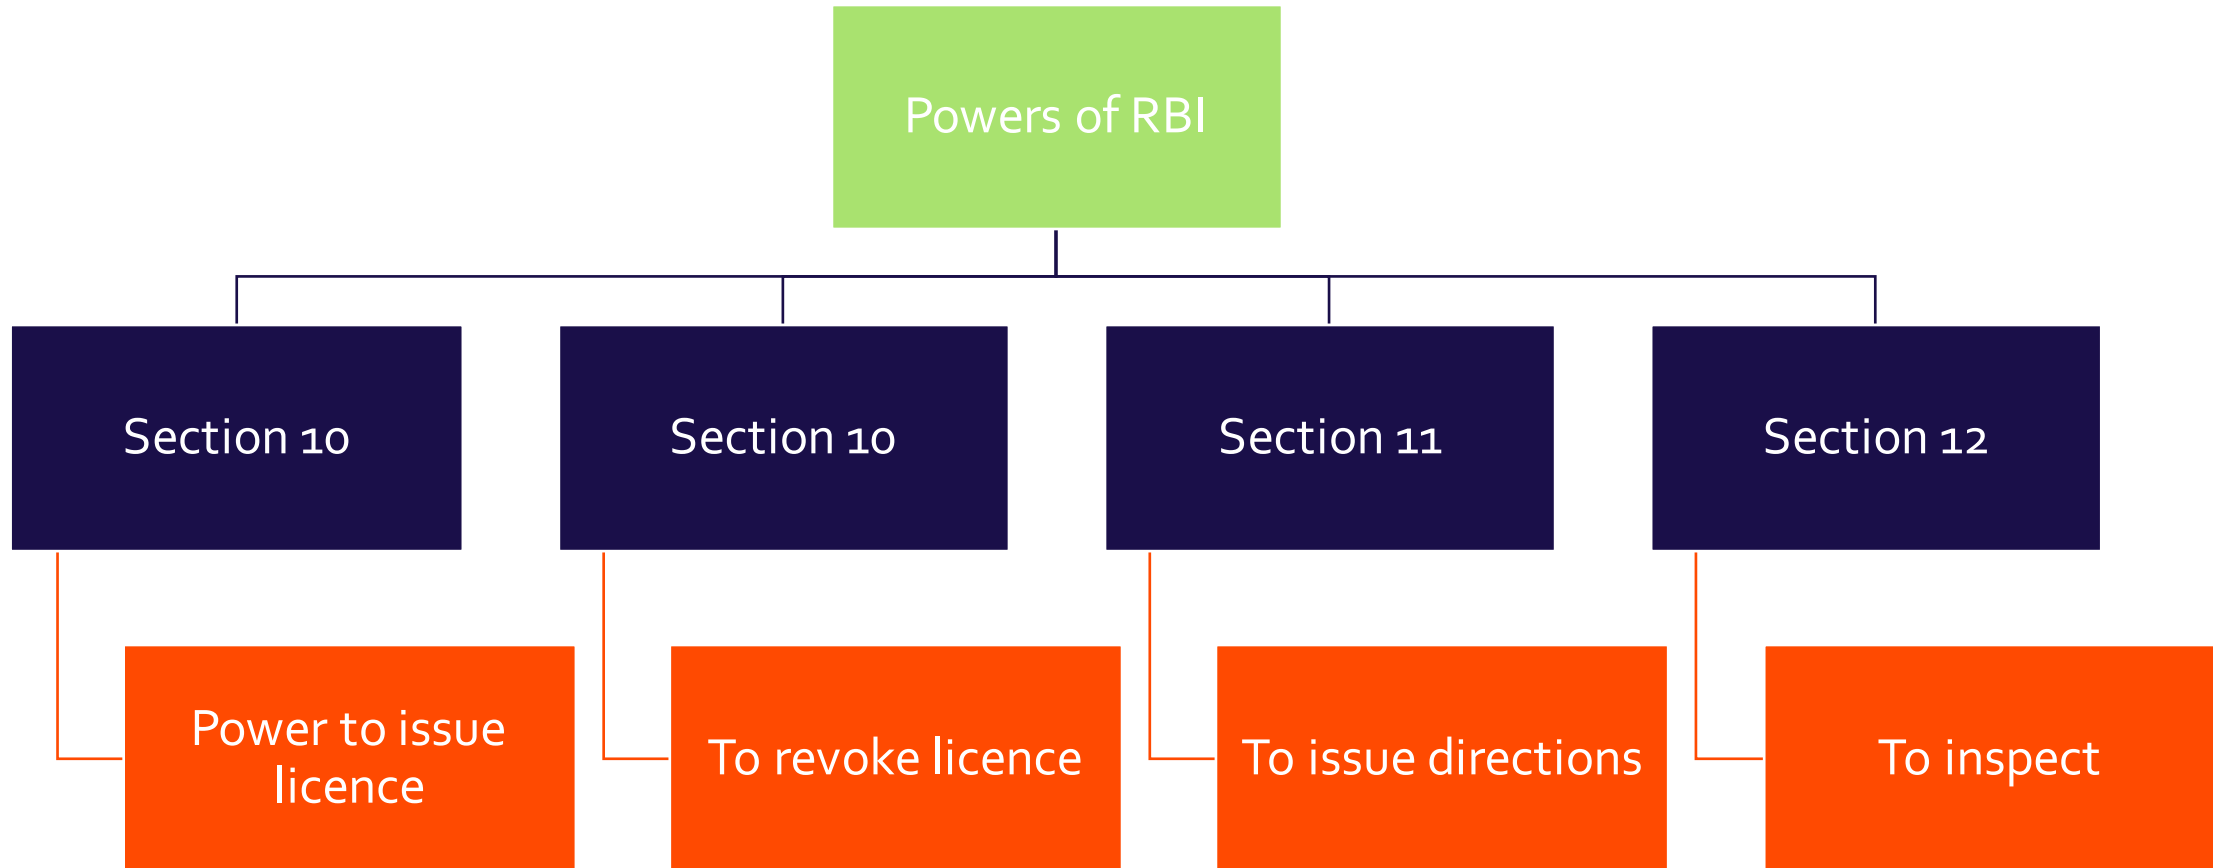 Powers of RBI
Section 10
Section 10
Section 11
Section 12
Power to issue
licence
To revoke licence
To issue directions
To inspect